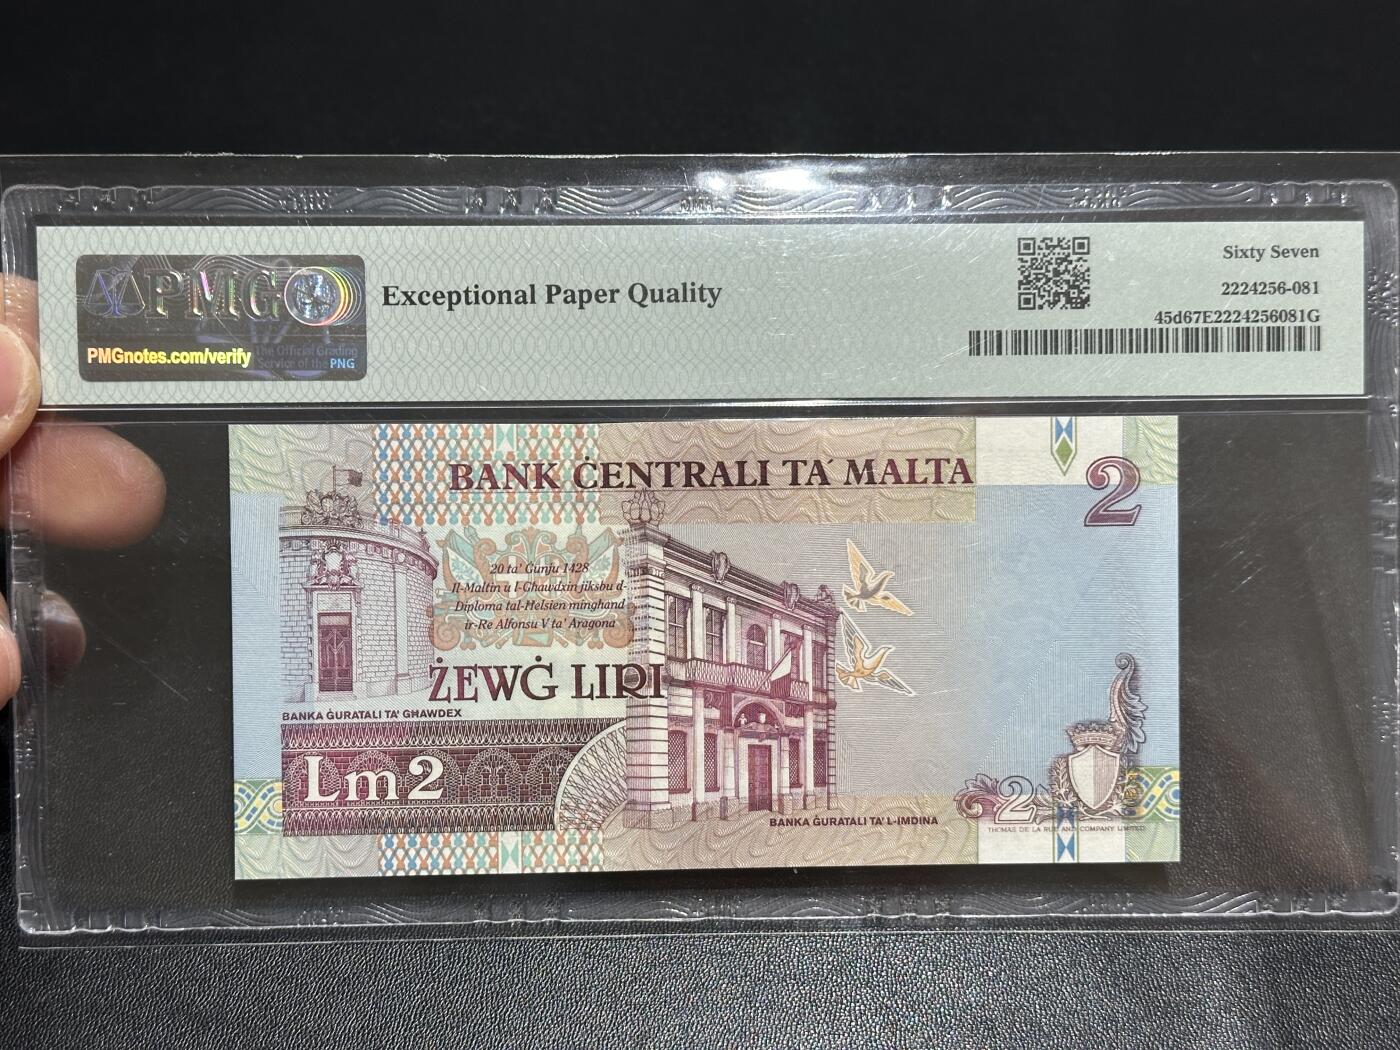 PMG
PMGnotes.com/verify
The Official Grading
Service of the PNG
Exceptional Paper Quality
Sixty Seven
2224256-081
45d67E2224256081G
BANK ĊENTRALI TA' MALTA
2
20 ta' Ġunju 1428
Il-Maltin u l-Għawdxin jiksbu d-
Diploma tal-Ħelsien mingħand
ir-Re Alfonsu V ta' Aragona
ŻEWĠ LIRI
BANKA ĠURATALI TA' GĦAWDEX
Lm2
BANKA ĠURATALI TA' L-IMDINA
2
THOMAS DE LA RUE AND COMPANY LIMITED